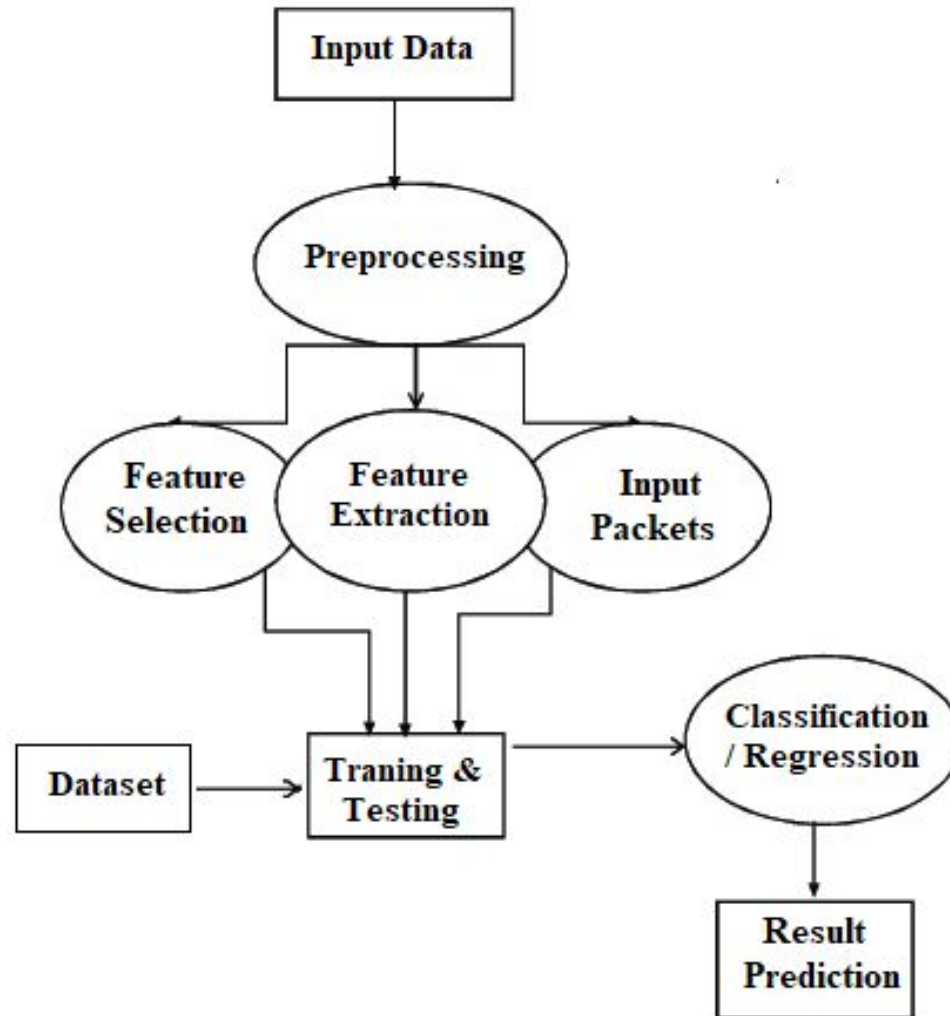 Input Data
Preprocessing
Feature
Selection
Feature
Extraction
Input
Packets
Classification
/ Regression
Dataset
Traning &
Testing
Result
Prediction